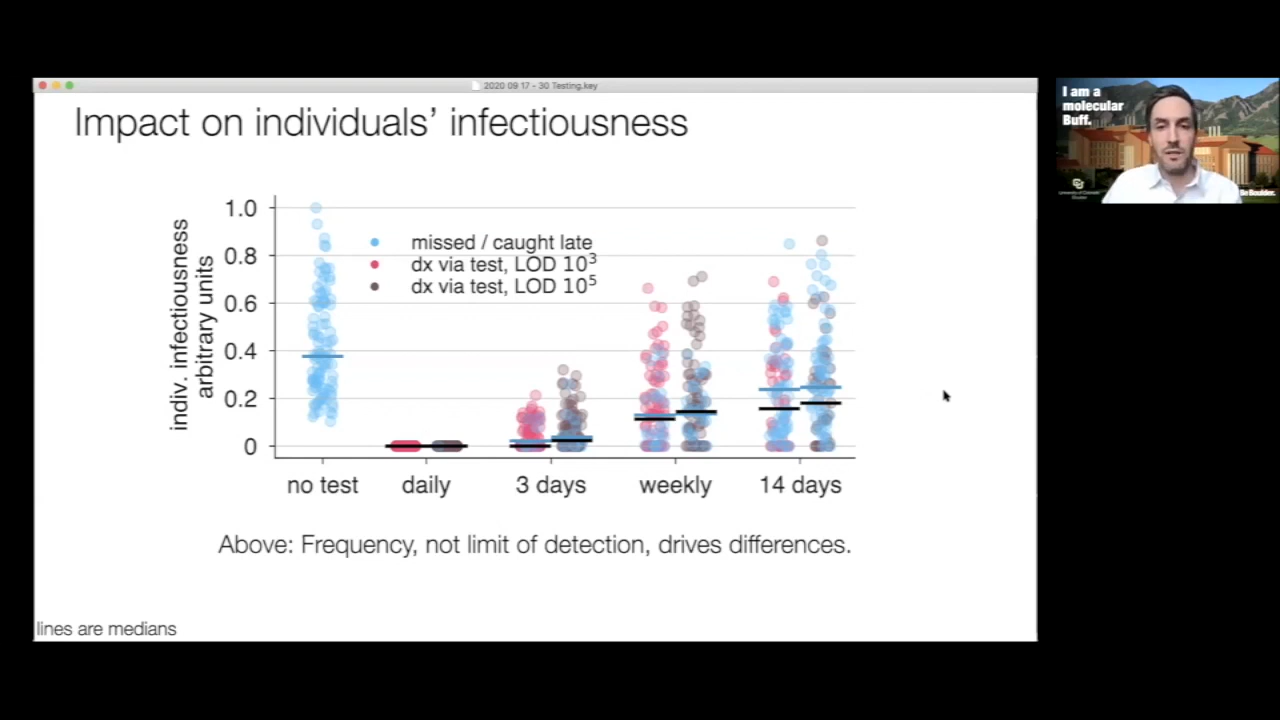 2020 09 17 - 30 Testing.key
Impact on individuals' infectiousness
indiv. infectiousness
arbitrary units
1.0
0.8
0.6
0.4
0.2
0
missed / caught late
dx via test, LOD 10³
dx via test, LOD 10⁵
no test
daily
3 days
weekly
14 days
Above: Frequency, not limit of detection, drives differences.
lines are medians
I am a
molecular
Buff.
CU
Be Boulder.